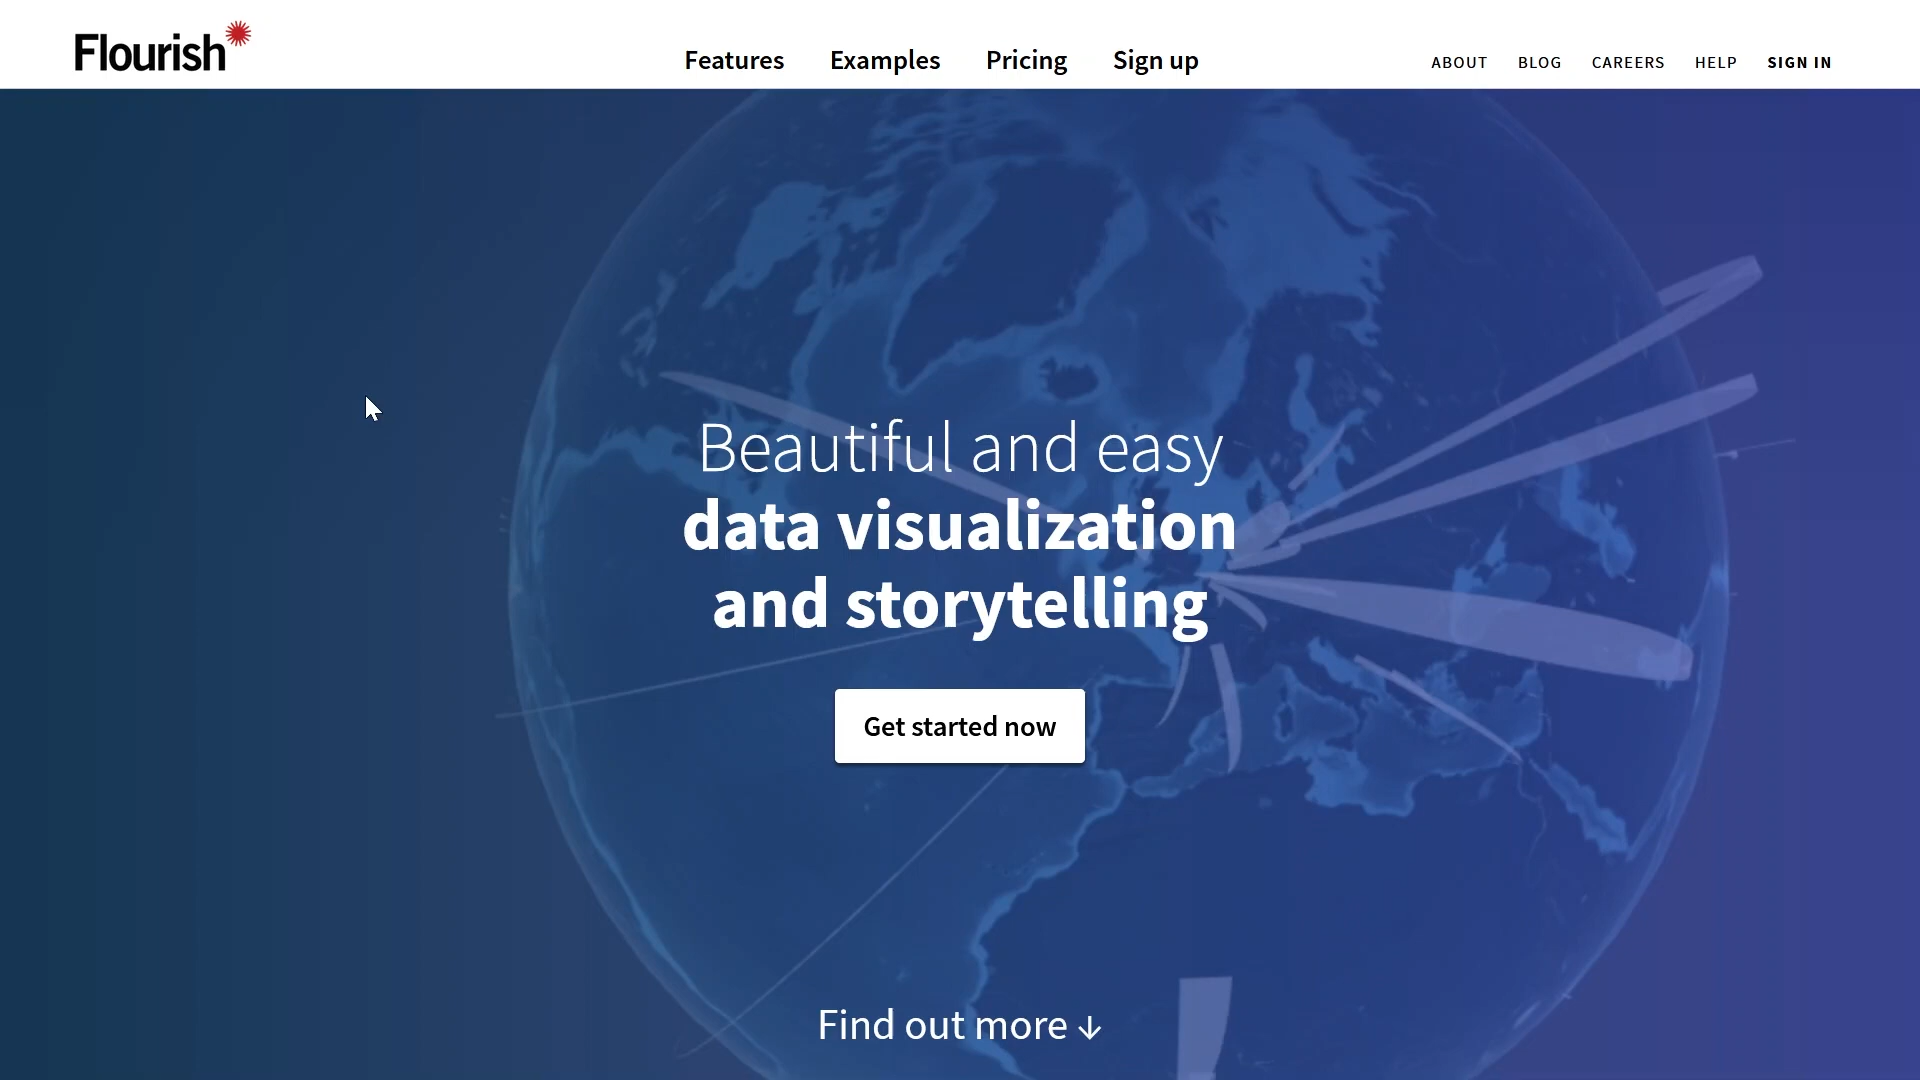 Flourish
Features Examples Pricing Sign up
ABOUT BLOG CAREERS HELP SIGN IN
Beautiful and easy
data visualization
and storytelling
Get started now
Find out more ↓